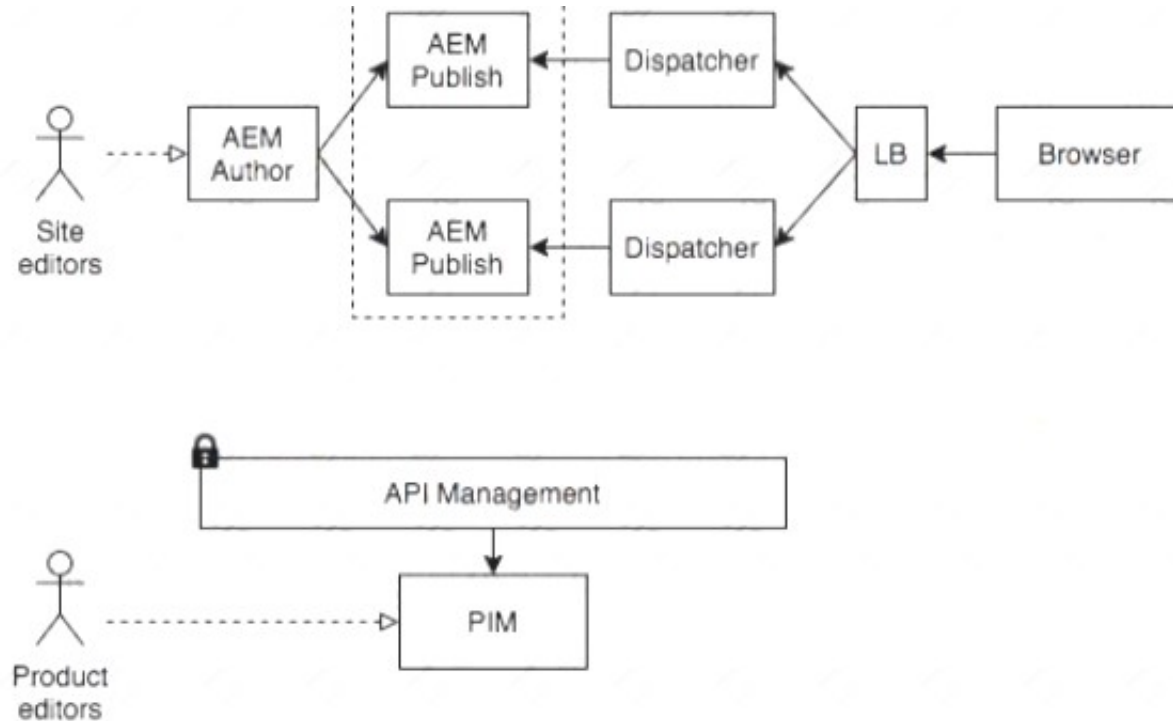 AEM
Publish
Dispatcher
AEM
Author
LB
Browser
Site
editors
AEM
Publish
Dispatcher
API Management
PIM
Product
editors